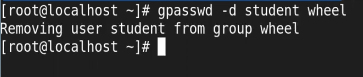 [root@localhost ~]# gpasswd -d student wheel
Removing user student from group wheel
[root@localhost ~]#